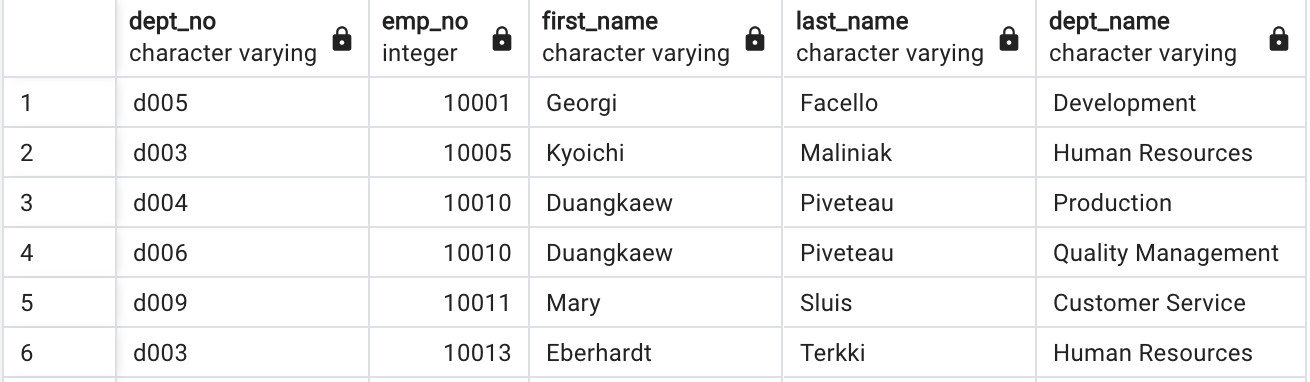 dept_no emp_no first_name last_name dept_name
character varying integer character varying character varying character varying
1 d005 10001 Georgi Facello Development
2 d003 10005 Kyoichi Maliniak Human Resources
3 d004 10010 Duangkaew Piveteau Production
4 d006 10010 Duangkaew Piveteau Quality Management
5 d009 10011 Mary Sluis Customer Service
6 d003 10013 Eberhardt Terkki Human Resources